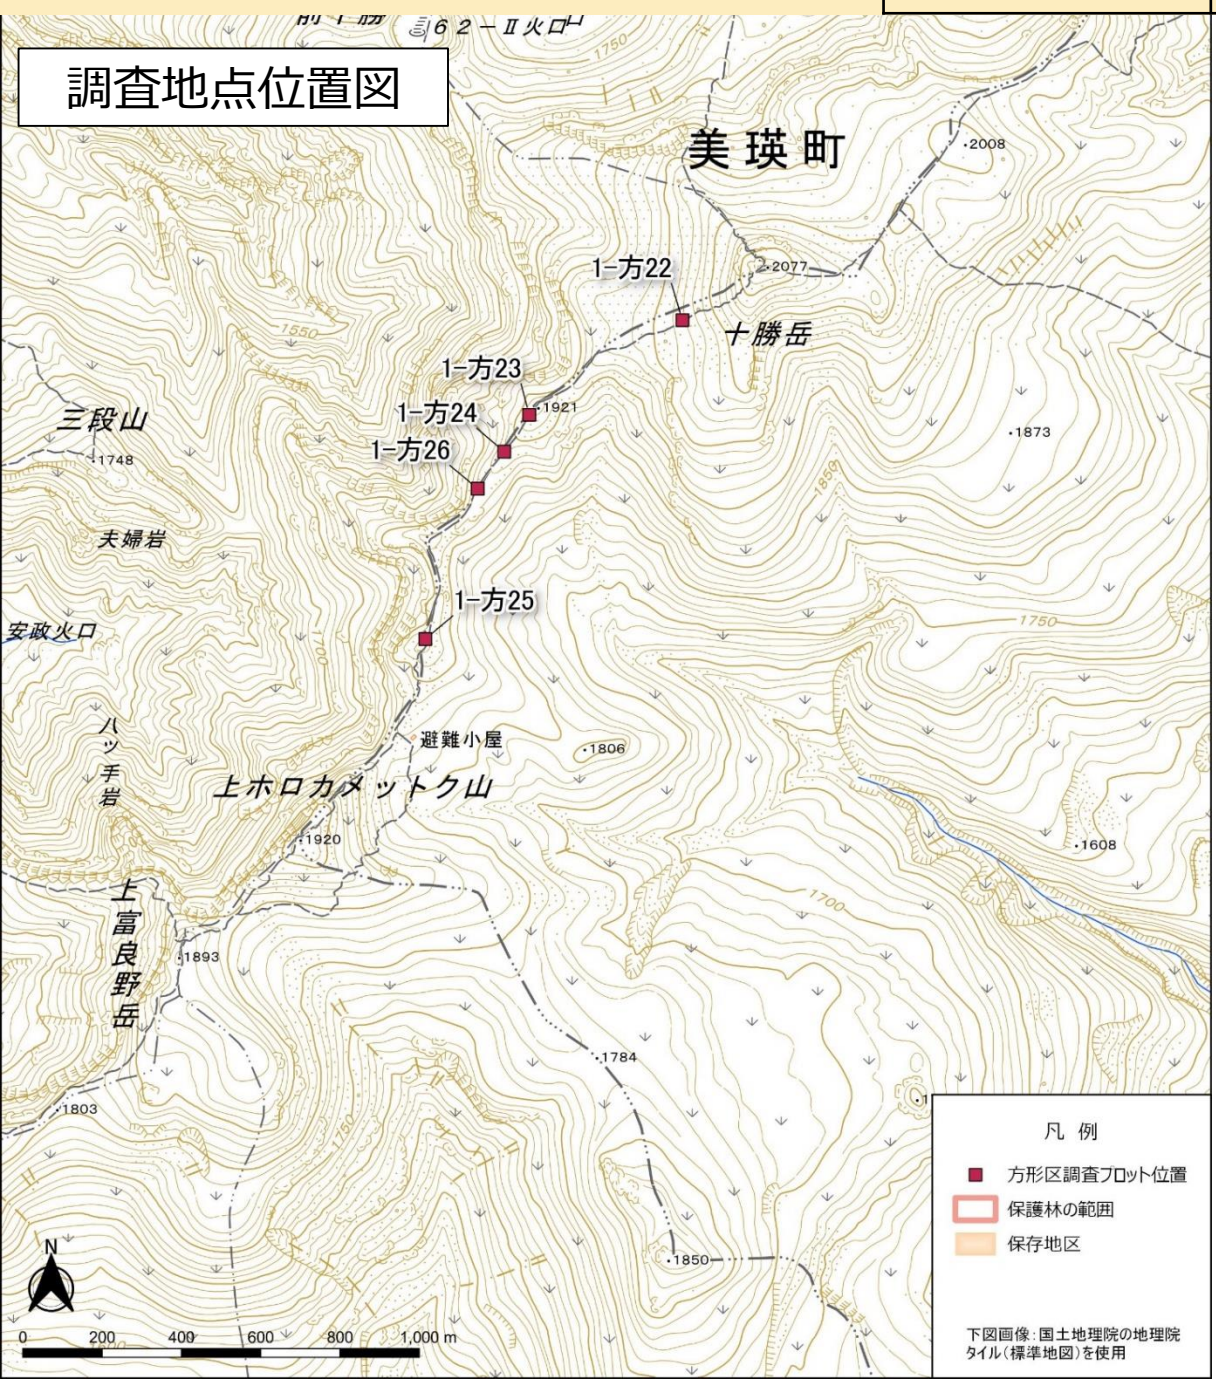 前十勝
62-Ⅱ火口
1750
調査地点位置図
美瑛町
2008
2077
1-方22
十勝岳
1550
1-方23
1921
1-方24
三段山
1873
1-方26
1748
1850
夫婦岩
1-方25
安政火口
1750
1700
八ッ手岩
避難小屋
1806
上ホロカメットク山
1920
1608
上富良野岳
1700
1893
1784
1803
1750
凡 例
方形区調査プロット位置
保護林の範囲
保存地区
1850
N
0 200 400 600 800 1,000 m
下図画像:国土地理院の地理院
タイル(標準地図)を使用